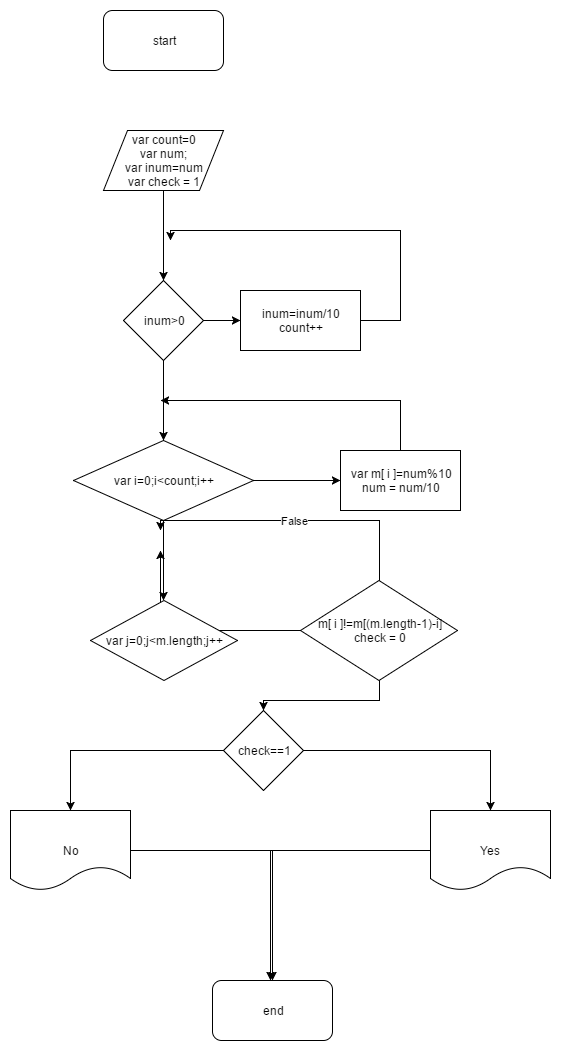 start
var count=0
var num;
var inum=num
var check = 1
inum>0
inum=inum/10
count++
var i=0;i<count;i++
var m[ i ]=num%10
num = num/10
False
var j=0;j<m.length;j++
m[ i ]!=m[(m.length-1)-i]
check = 0
check==1
No
Yes
end